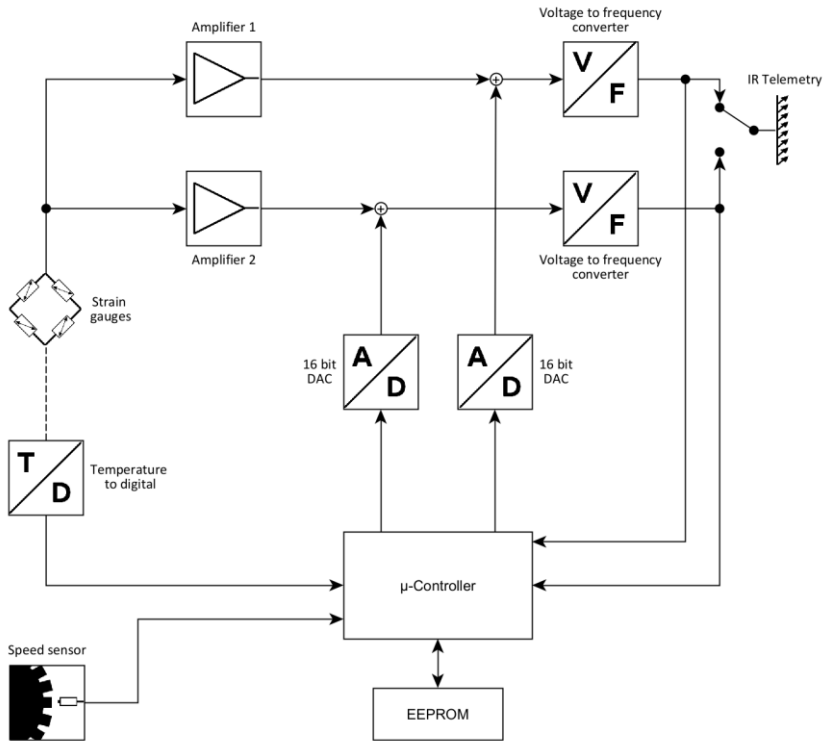 Amplifier 1
Voltage to frequency
converter
V
F
IR Telemetry
V
F
Amplifier 2
Voltage to frequency
converter
Strain
gauges
16 bit
DAC
A
D
A
D
16 bit
DAC
T
D
Temperature
to digital
µ-Controller
Speed sensor
EEPROM